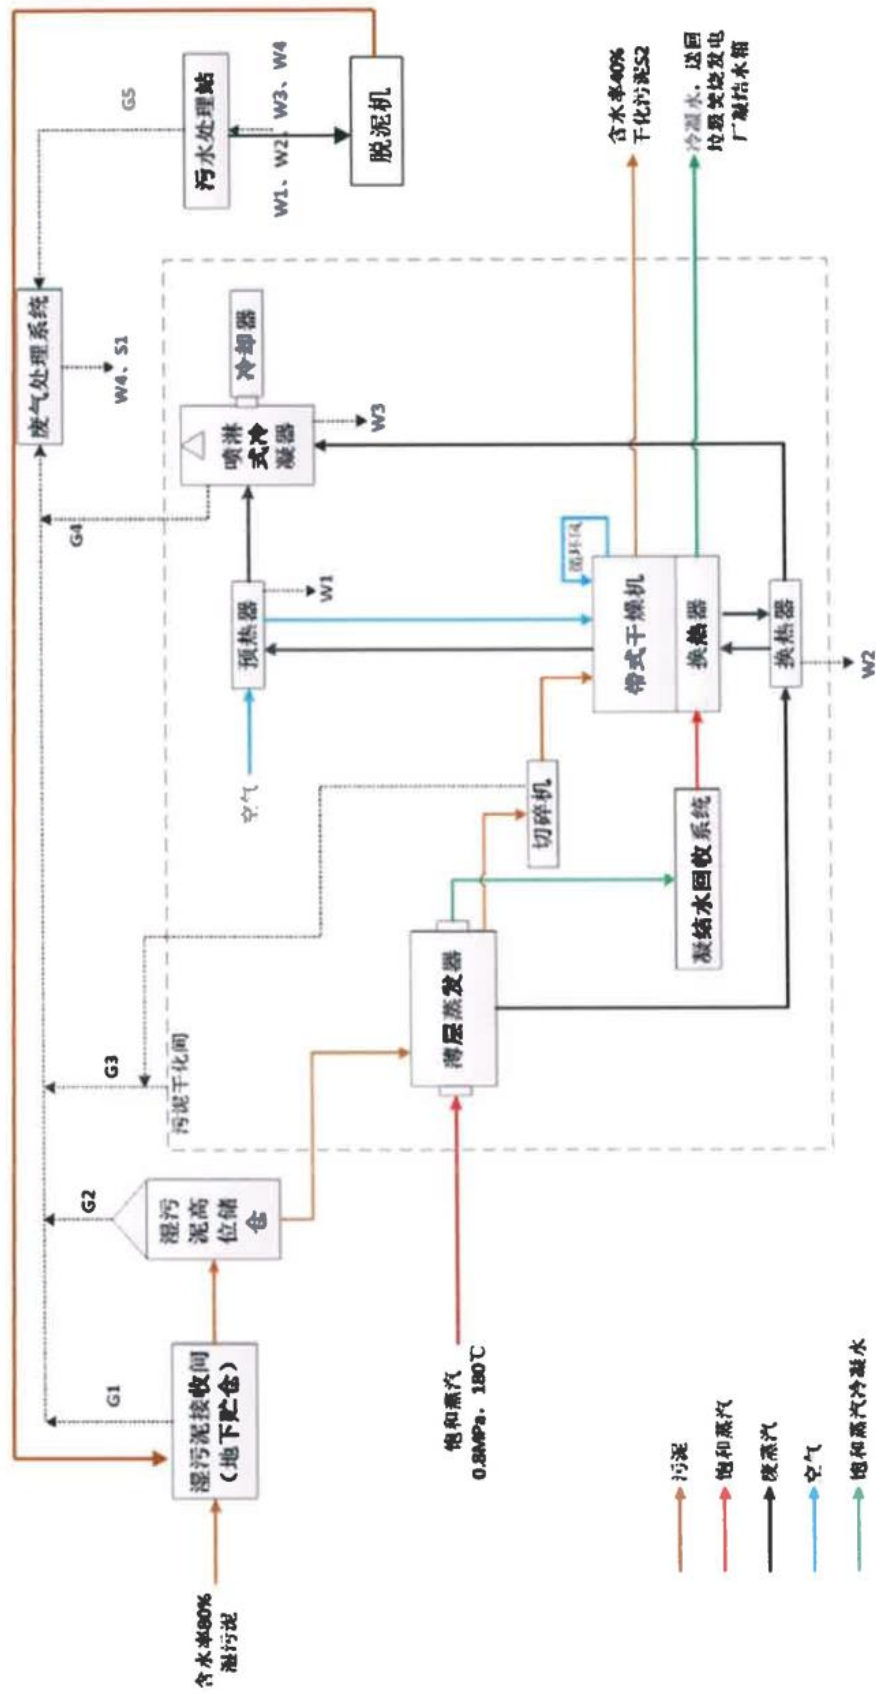 含水率80%
湿污泥
湿污泥接收间
（地下贮仓）
G1
湿污
泥高
位储
仓
G2
G3
污泥干化间
饱和蒸汽
0.8MPa，180℃
薄层蒸发器
切碎机
凝结水回收系统
空气
预热器
W1
G4
喷淋
式冷
凝器
冷却器
W3
带式干燥机
换热器
循环风
换热器
W2
废气处理系统
W4、S1
G5
污水处理站
W1、W2、W3、W4
脱泥机
含水率40%
干化污泥S2
冷凝水，送回
垃圾焚烧发电
厂凝结水箱
污泥
饱和蒸汽
废蒸汽
空气
饱和蒸汽冷凝水